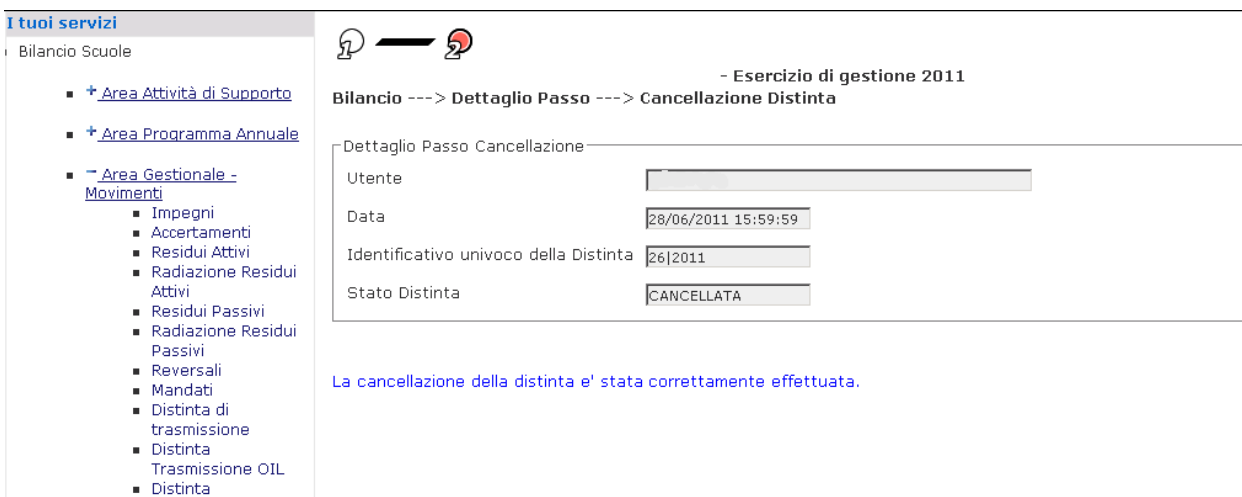 I tuoi servizi
Bilancio Scuole
+ Area Attività di Supporto
+ Area Programma Annuale
- Area Gestionale -
Movimenti
Impegni
Accertamenti
Residui Attivi
Radiazione Residui
Attivi
Residui Passivi
Radiazione Residui
Passivi
Reversali
Mandati
Distinta di
trasmissione
Distinta
Trasmissione OIL
Distinta
1 2
- Esercizio di gestione 2011
Bilancio ---> Dettaglio Passo ---> Cancellazione Distinta
Dettaglio Passo Cancellazione
Utente
Data 28/06/2011 15:59:59
Identificativo univoco della Distinta 26|2011
Stato Distinta CANCELLATA
La cancellazione della distinta e' stata correttamente effettuata.